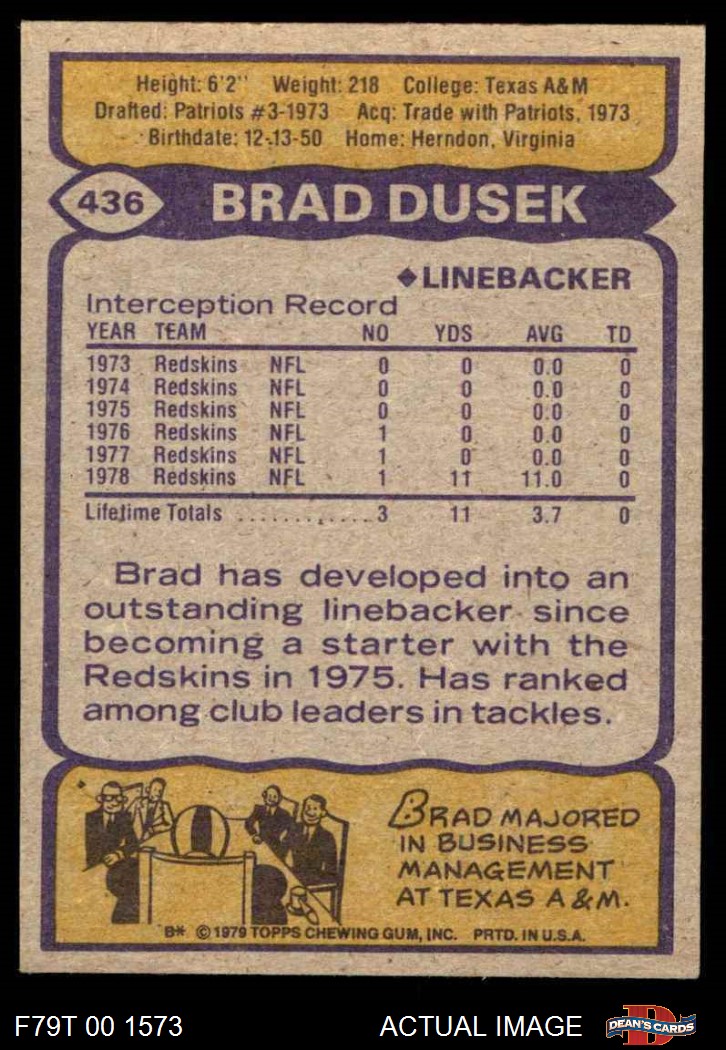 Height: 6'2" Weight: 218 College: Texas A&M
Drafted: Patriots #3-1973 Acq: Trade with Patriots, 1973
Birthdate: 12-13-50 Home: Herndon, Virginia
436 BRAD DUSEK
◆LINEBACKER
Interception Record
YEAR TEAM NO YDS AVG TD
1973 Redskins NFL 0 0 0.0 0
1974 Redskins NFL 0 0 0.0 0
1975 Redskins NFL 0 0 0.0 0
1976 Redskins NFL 1 0 0.0 0
1977 Redskins NFL 1 0 0.0 0
1978 Redskins NFL 1 11 11.0 0
Lifetime Totals ............. 3 11 3.7 0
Brad has developed into an
outstanding linebacker since
becoming a starter with the
Redskins in 1975. Has ranked
among club leaders in tackles.
BRAD MAJORED
IN BUSINESS
MANAGEMENT
AT TEXAS A & M.
B* © 1979 TOPPS CHEWING GUM, INC. PRTD. IN U.S.A.
F79T 00 1573 ACTUAL IMAGE D DEAN'S CARDS